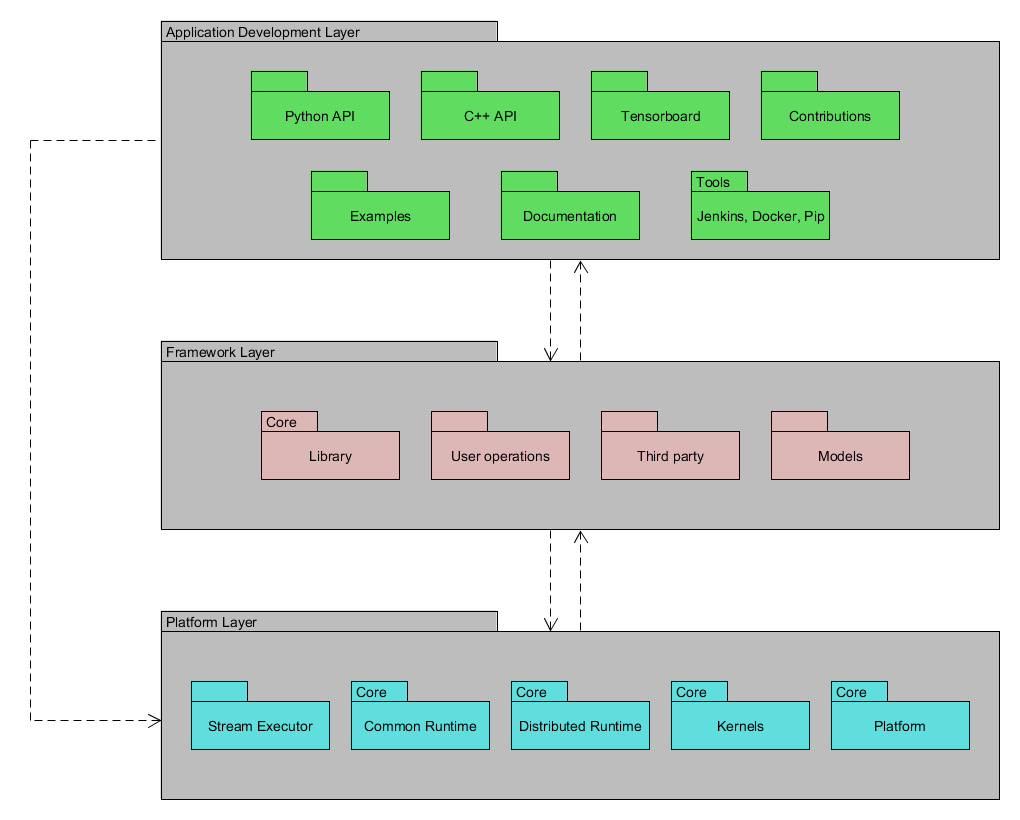 Application Development Layer
Python API
C++ API
Tensorboard
Contributions
Examples
Documentation
Tools
Jenkins, Docker, Pip
Framework Layer
Core
Library
User operations
Third party
Models
Platform Layer
Stream Executor
Core
Common Runtime
Core
Distributed Runtime
Core
Kernels
Core
Platform